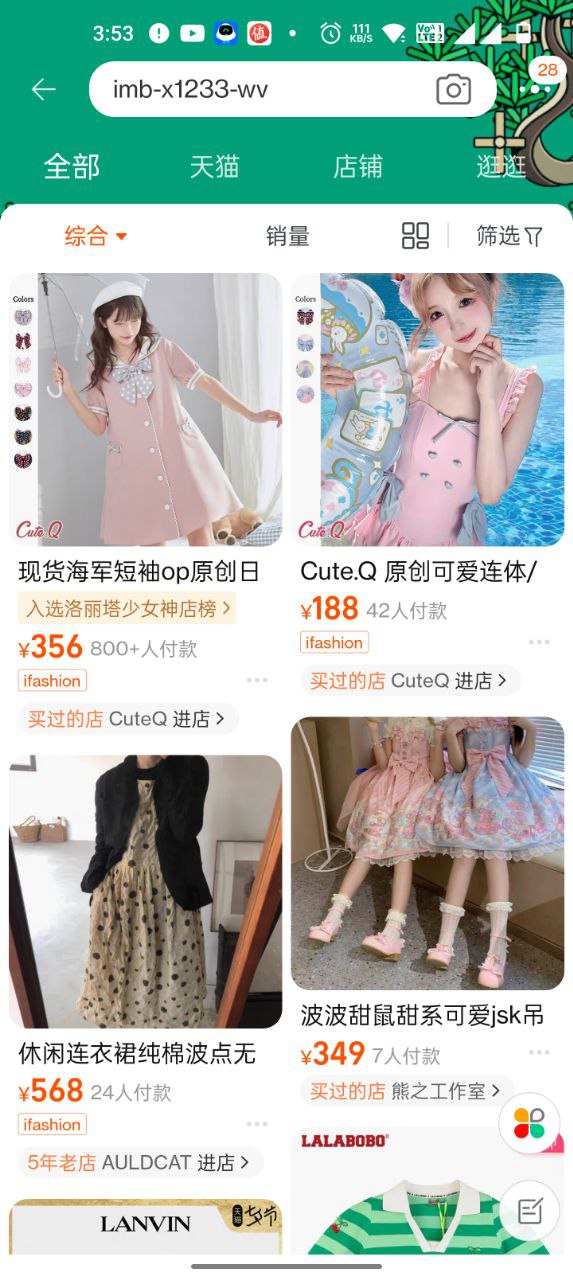 3:53
值
111
KB/S
Vo 1
LTE2
28
imb-x1233-wv
全部
天猫
店铺
逛逛
综合
销量
筛选
Colors
Cute.Q
现货海军短袖op原创日
入选洛丽塔少女神店榜
¥356 800+人付款
ifashion
买过的店 CuteQ 进店
Colors
Cute.Q
Cute.Q 原创可爱连体/
¥188 42人付款
ifashion
买过的店 CuteQ 进店
休闲连衣裙纯棉波点无
¥568 24人付款
ifashion
5年老店 AULDCAT 进店
波波甜鼠甜系可爱jsk吊
¥349 7人付款
买过的店 熊之工作室
LANVIN
天猫
七夕节
LALABOBO